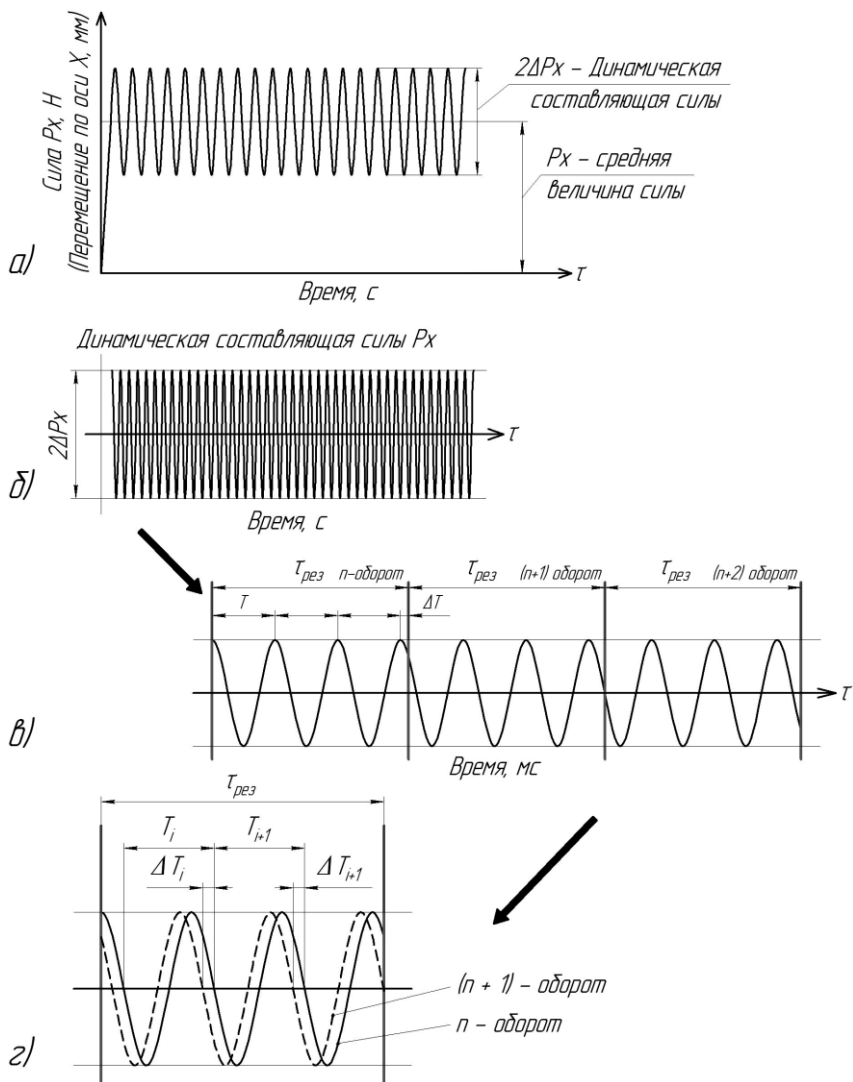 Сила Px, Н
(Перемещение по оси X, мм)
2ΔPx – Динамическая
составляющая силы
Px – средняя
величина силы
а)
τ
Время, с
Динамическая составляющая силы Px
2ΔPx
τ
б)
Время, с
τрез n-оборот
τрез (n+1) оборот
τрез (n+2) оборот
T
ΔT
τ
в)
Время, мс
τрез
Ti
Ti+1
ΔTi
ΔTi+1
(n + 1) – оборот
n – оборот
г)